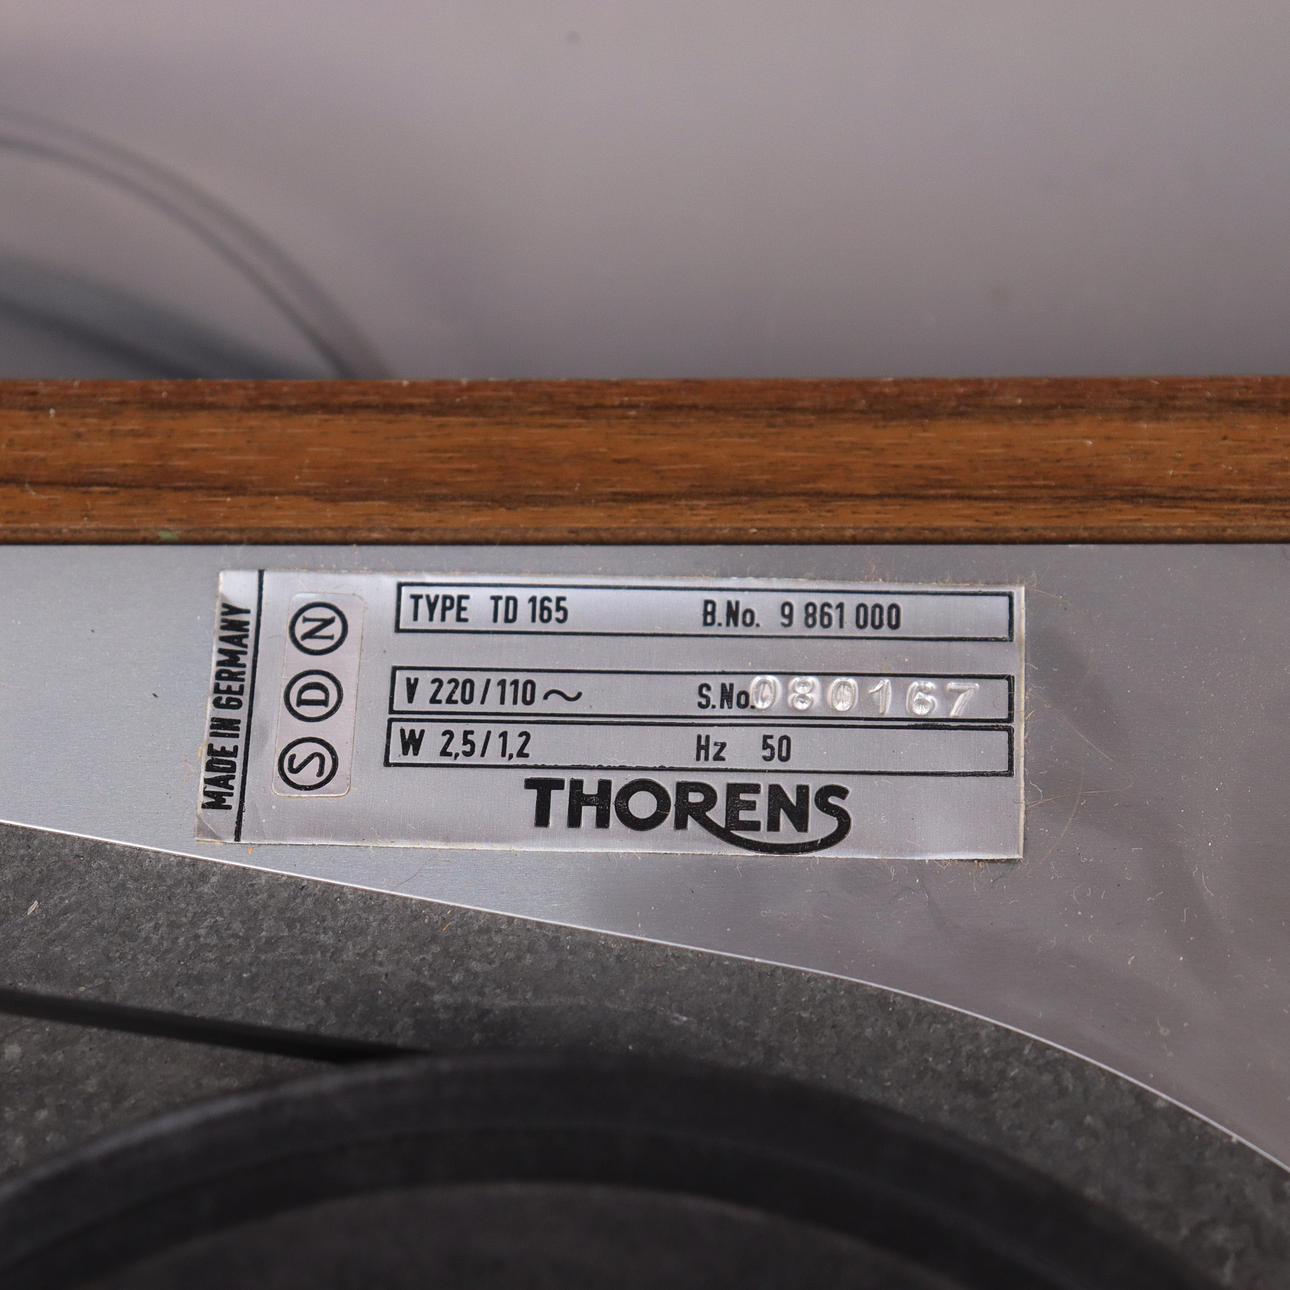 MADE IN GERMANY
S D N
TYPE TD 165 B.No. 9 861 000
V 220/110~ S.No. 080167
W 2,5/1,2 Hz 50
THORENS